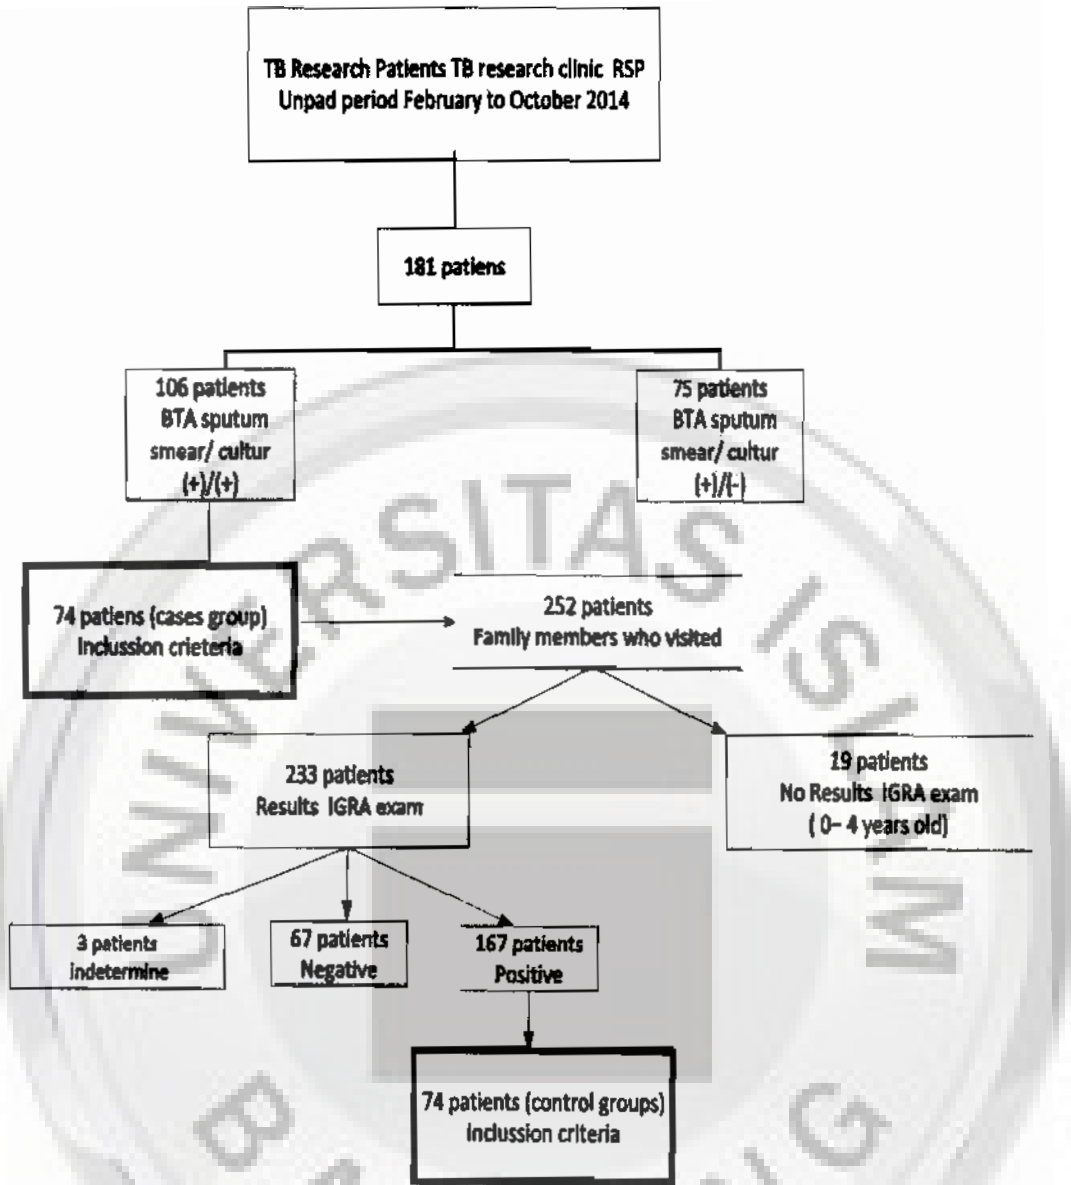 TB Research Patients TB research clinic RSP
Unpad period February to October 2014
181 patiens
106 patients
BTA sputum
smear/ cultur
(+)/(+)
75 patients
BTA sputum
smear/ cultur
(+)/(-)
74 patiens (cases group)
Inclussion crieteria
252 patients
Family members who visited
233 patients
Results IGRA exam
19 patients
No Results IGRA exam
( 0– 4 years old)
3 patients
indetermine
67 patients
Negative
167 patients
Positive
74 patients (control groups)
Inclussion criteria
UNIVERSITAS ISLAM